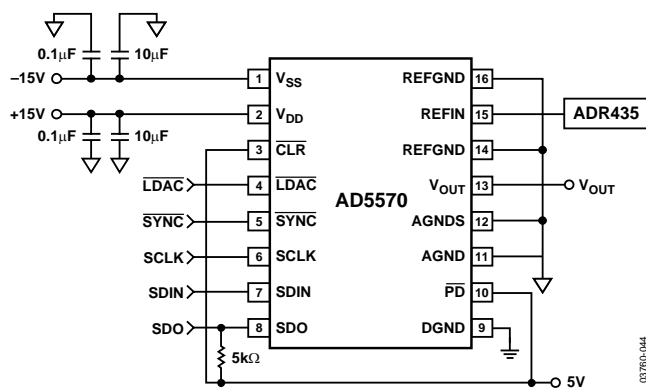 0.1µF
10µF
–15V
+15V
0.1µF
10µF
LDAC
SYNC
SCLK
SDIN
SDO
5kΩ
1 VSS
2 VDD
3 CLR
4 LDAC
5 SYNC
6 SCLK
7 SDIN
8 SDO
AD5570
REFGND 16
REFIN 15
REFGND 14
VOUT 13
AGNDS 12
AGND 11
PD 10
DGND 9
ADR435
VOUT
5V
03760-044